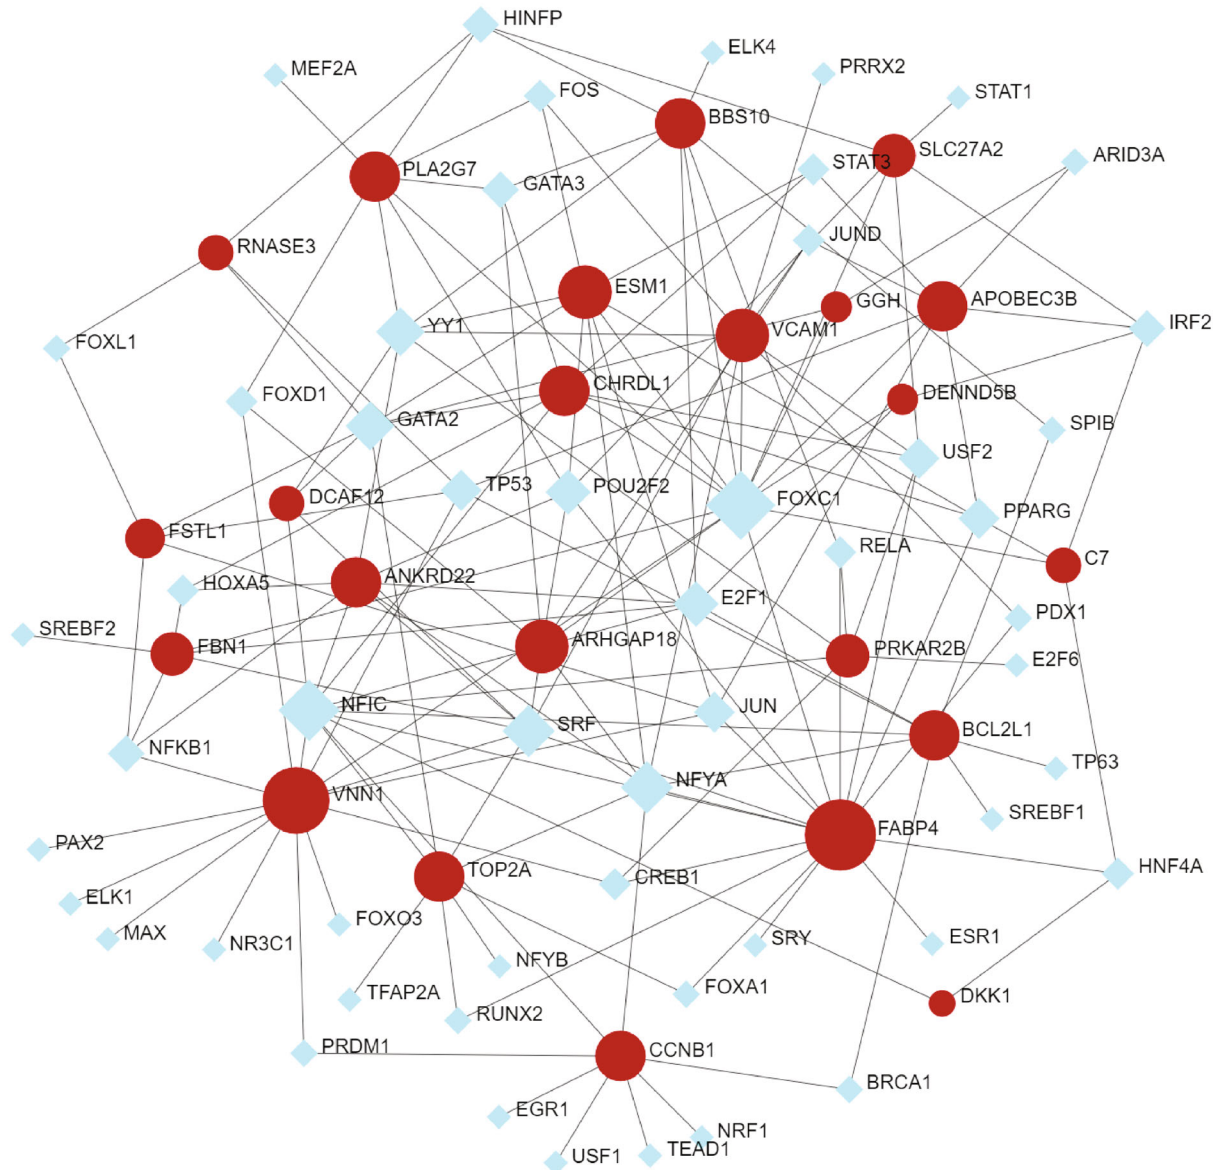 HINFP
ELK4
MEF2A
PRRX2
FOS
STAT1
BBS10
SLC27A2
ARID3A
PLA2G7
STAT3
GATA3
RNASE3
JUND
ESM1
GGH
APOBEC3B
IRF2
YY1
VCAM1
FOXL1
CHRDL1
DENND5B
FOXD1
GATA2
SPIB
USF2
TP53
POU2F2
DCAF12
FOXC1
PPARG
FSTL1
RELA
C7
ANKRD22
HOXA5
E2F1
PDX1
SREBF2
FBN1
ARHGAP18
PRKAR2B
E2F6
NFIC
SRF
JUN
BCL2L1
NFKB1
TP63
NFYA
VNN1
SREBF1
FABP4
PAX2
TOP2A
CREB1
HNF4A
ELK1
FOXO3
MAX
NR3C1
SRY
ESR1
NFYB
TFAP2A
FOXA1
DKK1
RUNX2
PRDM1
CCNB1
BRCA1
EGR1
NRF1
USF1
TEAD1